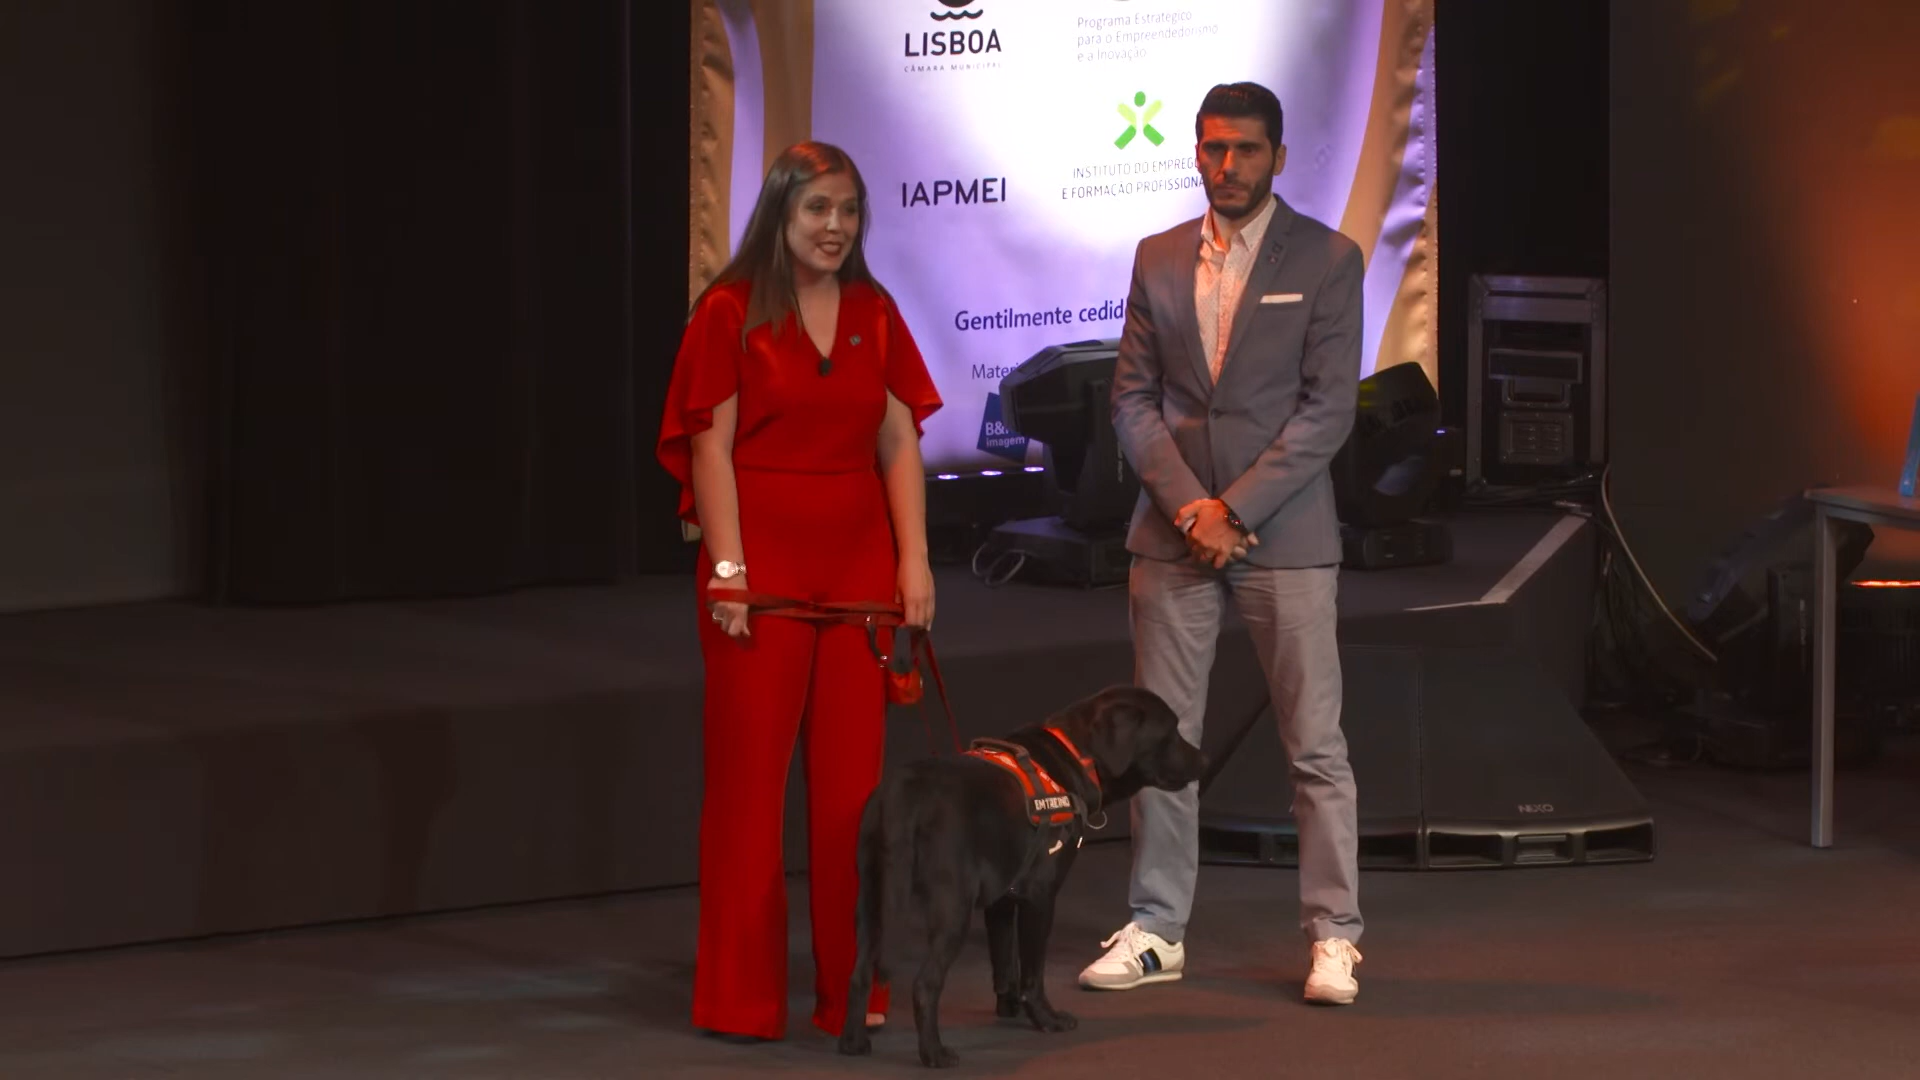 LISBOA
CÂMARA MUNICIPAL
Programa Estratégico
para o Empreendedorismo
e a Inovação
IAPMEI
INSTITUTO DO EMPREGO
E FORMAÇÃO PROFISSIONA
Gentilmente cedid
Materi
B&
imagem
EM TREINO
NEXO